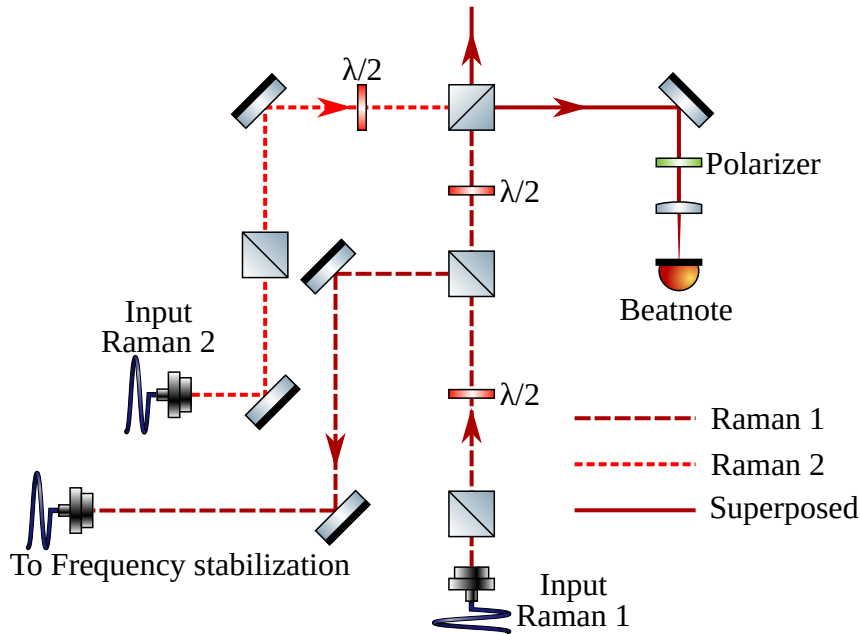 λ/2
Polarizer
λ/2
Beatnote
Input
Raman 2
λ/2
Raman 1
Raman 2
Superposed
To Frequency stabilization
Input
Raman 1